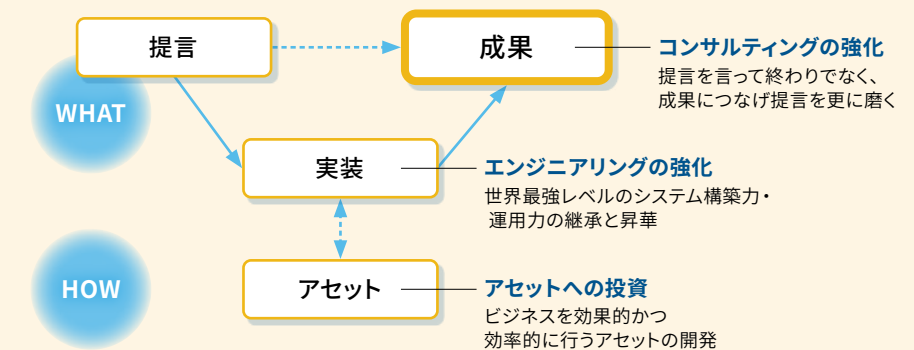 提言
成果
コンサルティングの強化
提言を言って終わりでなく、
成果につなげ提言を更に磨く
WHAT
実装
エンジニアリングの強化
世界最強レベルのシステム構築力・
運用力の継承と昇華
HOW
アセット
アセットへの投資
ビジネスを効果的かつ
効率的に行うアセットの開発